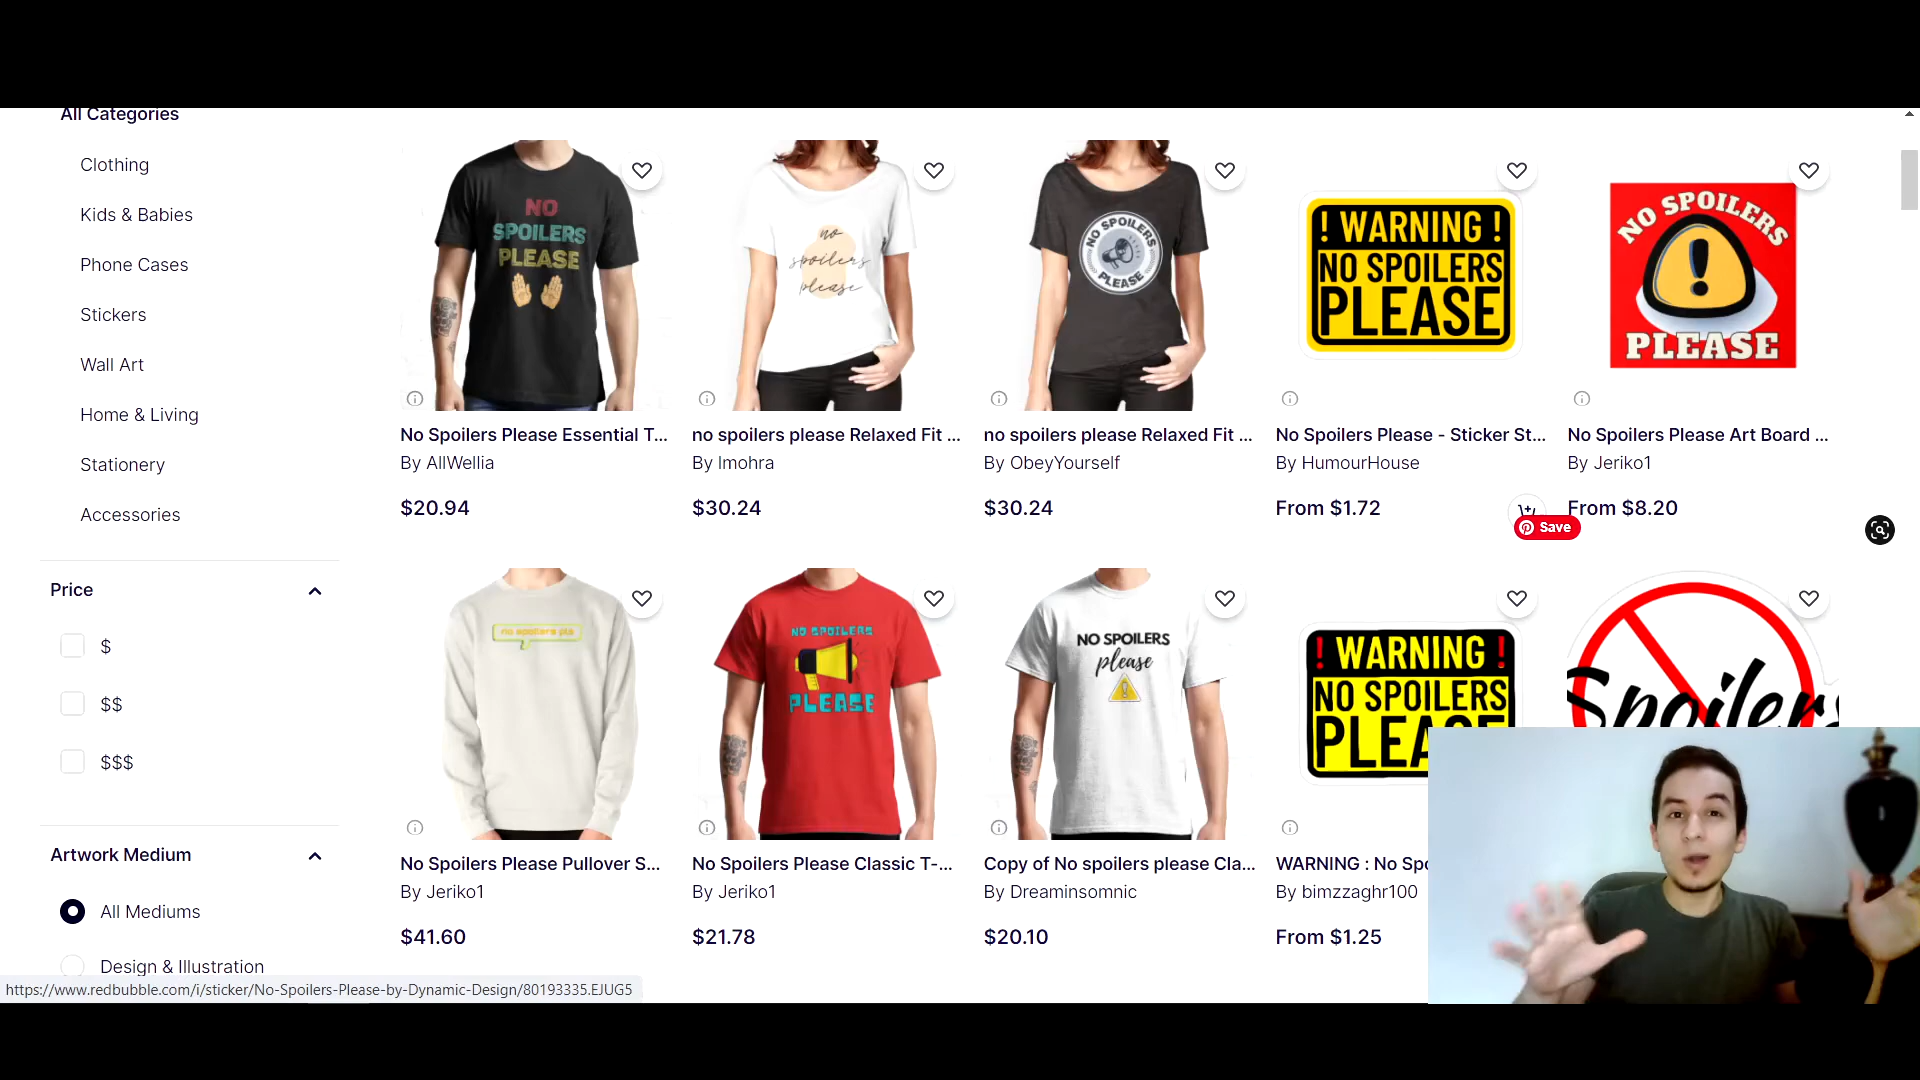 All Categories
Clothing
Kids & Babies
Phone Cases
Stickers
Wall Art
Home & Living
Stationery
Accessories
Price
$
$$
$$$
Artwork Medium
All Mediums
Design & Illustration
NO
SPOILERS
PLEASE
no
spoilers
please
NO SPOILERS
PLEASE
! WARNING !
NO SPOILERS
PLEASE
NO SPOILERS
PLEASE
No Spoilers Please Essential T...
By AllWellia
$20.94
no spoilers please Relaxed Fit ...
By Imohra
$30.24
no spoilers please Relaxed Fit ...
By ObeyYourself
$30.24
No Spoilers Please - Sticker St...
By HumourHouse
From $1.72
Save
No Spoilers Please Art Board ...
By Jeriko1
From $8.20
no spoilers pls
NO SPOILERS
PLEASE
NO SPOILERS
please
! WARNING !
NO SPOILERS
PLEASE
Spoilers
No Spoilers Please Pullover S...
By Jeriko1
$41.60
No Spoilers Please Classic T-...
By Jeriko1
$21.78
Copy of No spoilers please Cla...
By Dreaminsomnic
$20.10
WARNING : No Spo
By bimzzaghr100
From $1.25
https://www.redbubble.com/i/sticker/No-Spoilers-Please-by-Dynamic-Design/80193335.EJUG5